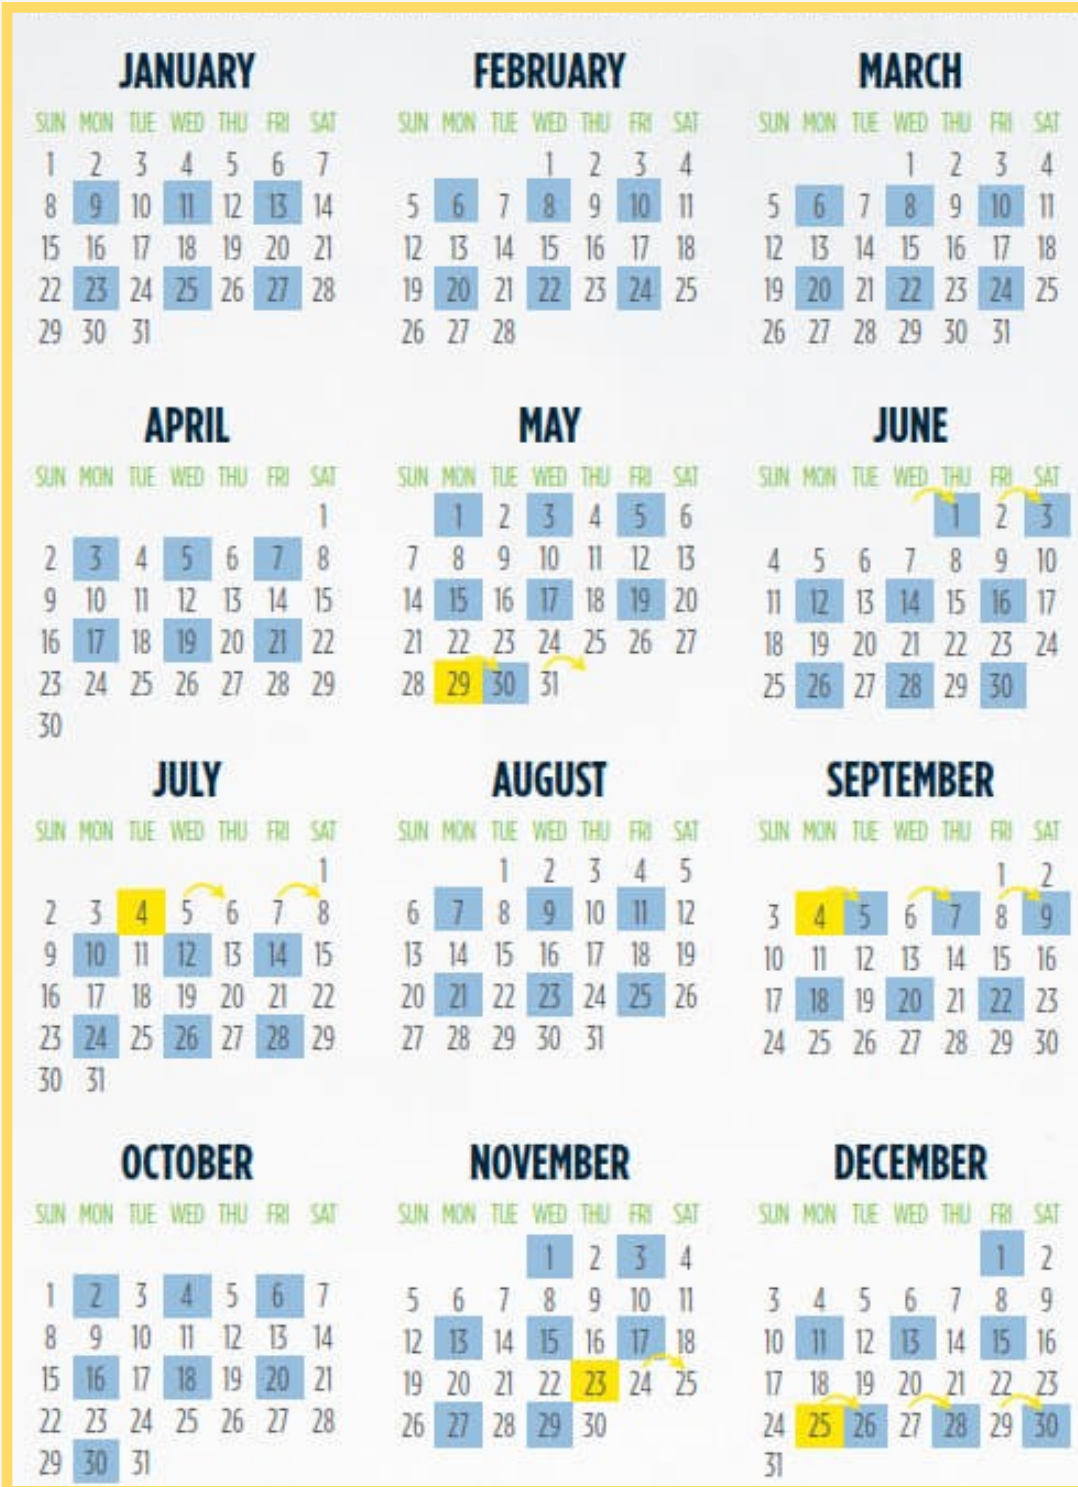 JANUARY
SUN MON TUE WED THU FRI SAT
1 2 3 4 5 6 7
8 9 10 11 12 13 14
15 16 17 18 19 20 21
22 23 24 25 26 27 28
29 30 31
FEBRUARY
SUN MON TUE WED THU FRI SAT
1 2 3 4
5 6 7 8 9 10 11
12 13 14 15 16 17 18
19 20 21 22 23 24 25
26 27 28
MARCH
SUN MON TUE WED THU FRI SAT
1 2 3 4
5 6 7 8 9 10 11
12 13 14 15 16 17 18
19 20 21 22 23 24 25
26 27 28 29 30 31
APRIL
SUN MON TUE WED THU FRI SAT
1
2 3 4 5 6 7 8
9 10 11 12 13 14 15
16 17 18 19 20 21 22
23 24 25 26 27 28 29
30
MAY
SUN MON TUE WED THU FRI SAT
1 2 3 4 5 6
7 8 9 10 11 12 13
14 15 16 17 18 19 20
21 22 23 24 25 26 27
28 29 30 31
JUNE
SUN MON TUE WED THU FRI SAT
1 2 3
4 5 6 7 8 9 10
11 12 13 14 15 16 17
18 19 20 21 22 23 24
25 26 27 28 29 30
JULY
SUN MON TUE WED THU FRI SAT
1
2 3 4 5 6 7 8
9 10 11 12 13 14 15
16 17 18 19 20 21 22
23 24 25 26 27 28 29
30 31
AUGUST
SUN MON TUE WED THU FRI SAT
1 2 3 4 5
6 7 8 9 10 11 12
13 14 15 16 17 18 19
20 21 22 23 24 25 26
27 28 29 30 31
SEPTEMBER
SUN MON TUE WED THU FRI SAT
1 2
3 4 5 6 7 8 9
10 11 12 13 14 15 16
17 18 19 20 21 22 23
24 25 26 27 28 29 30
OCTOBER
SUN MON TUE WED THU FRI SAT
1 2 3 4 5 6 7
8 9 10 11 12 13 14
15 16 17 18 19 20 21
22 23 24 25 26 27 28
29 30 31
NOVEMBER
SUN MON TUE WED THU FRI SAT
1 2 3 4
5 6 7 8 9 10 11
12 13 14 15 16 17 18
19 20 21 22 23 24 25
26 27 28 29 30
DECEMBER
SUN MON TUE WED THU FRI SAT
1 2
3 4 5 6 7 8 9
10 11 12 13 14 15 16
17 18 19 20 21 22 23
24 25 26 27 28 29 30
31